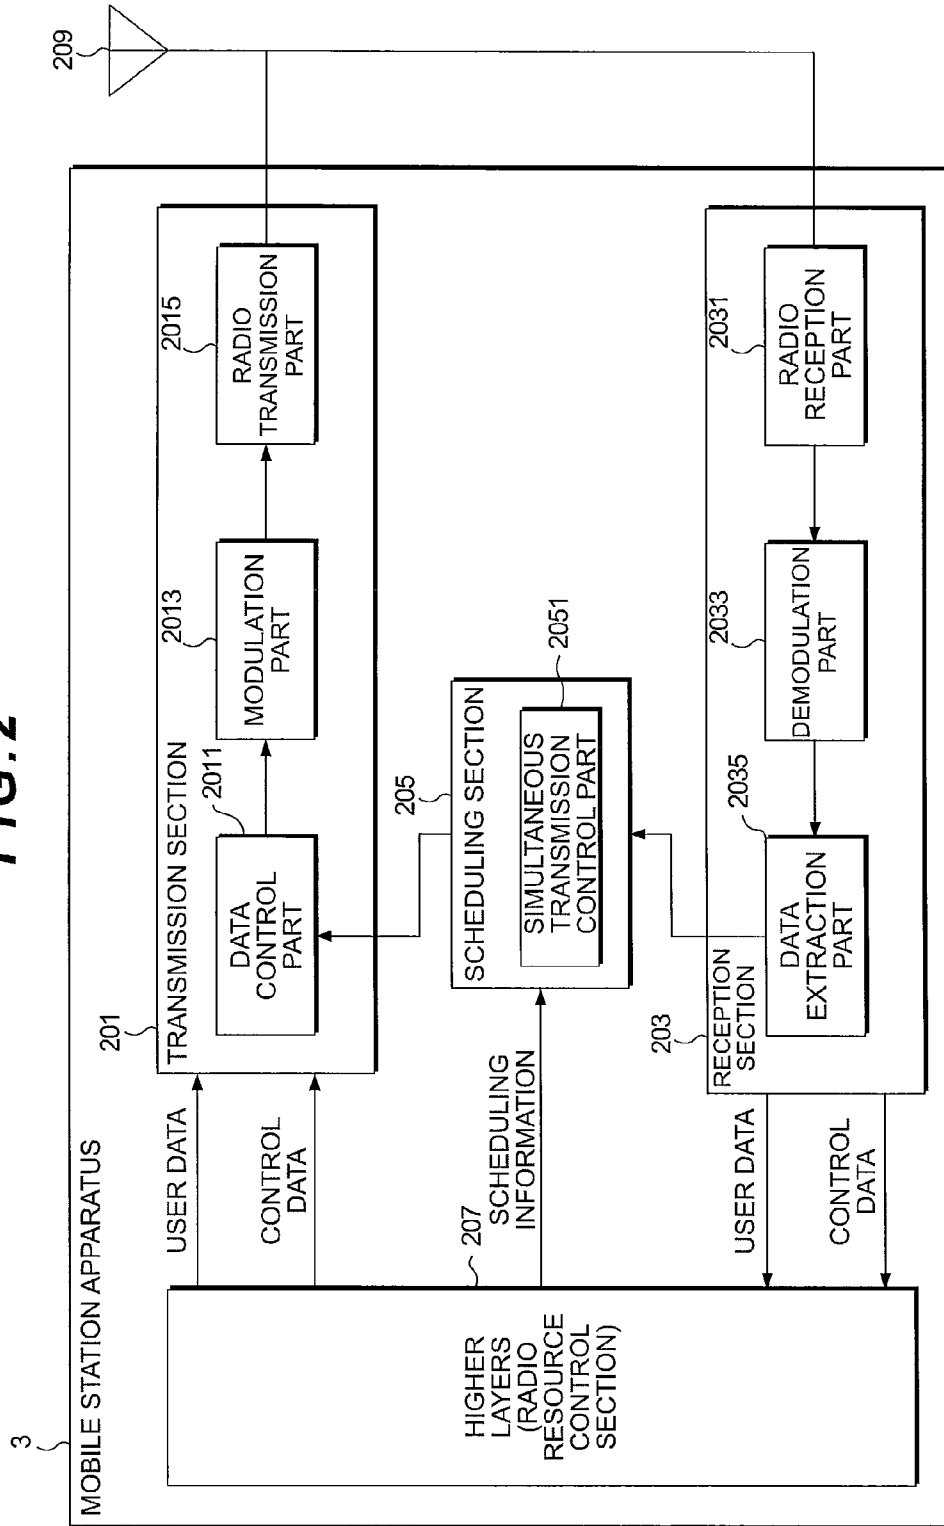 FIG. 2
3
MOBILE STATION APPARATUS
209
201
TRANSMISSION SECTION
USER DATA
CONTROL
DATA
2011
DATA
CONTROL
PART
2013
MODULATION
PART
2015
RADIO
TRANSMISSION
PART
207
HIGHER
LAYERS
(RADIO
RESOURCE
CONTROL
SECTION)
SCHEDULING
INFORMATION
205
SCHEDULING SECTION
2051
SIMULTANEOUS
TRANSMISSION
CONTROL PART
203
RECEPTION
SECTION
USER DATA
CONTROL
DATA
2035
DATA
EXTRACTION
PART
2033
DEMODULATION
PART
2031
RADIO
RECEPTION
PART